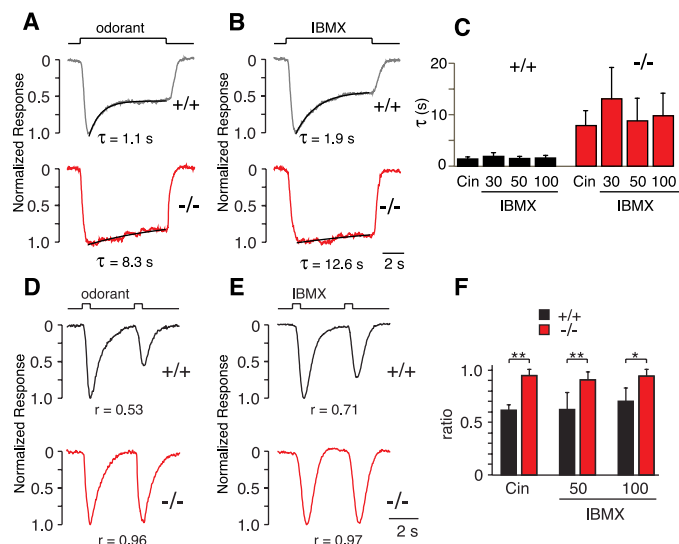 A
odorant
Normalized Response
0
0.5
1.0
+/+
τ = 1.1 s
0
0.5
1.0
-/-
τ = 8.3 s
B
IBMX
Normalized Response
0
0.5
1.0
+/+
τ = 1.9 s
0
0.5
1.0
-/-
τ = 12.6 s
2 s
C
+/+
-/-
τ (s)
20
10
0
Cin 30 50 100
IBMX
Cin 30 50 100
IBMX
D
odorant
Normalized Response
0
0.5
1.0
+/+
r = 0.53
0
0.5
1.0
-/-
r = 0.96
E
IBMX
Normalized Response
0
0.5
1.0
+/+
r = 0.71
0
0.5
1.0
-/-
r = 0.97
2 s
F
+/+
-/-
** ** *
ratio
1.0
0.5
0
Cin 50 100
IBMX